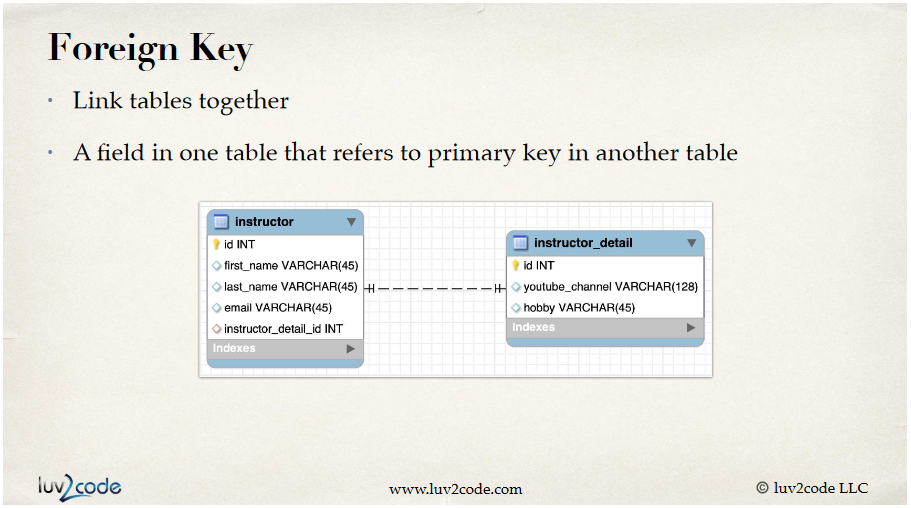 Foreign Key
• Link tables together
• A field in one table that refers to primary key in another table
instructor
id INT
first_name VARCHAR(45)
last_name VARCHAR(45)
email VARCHAR(45)
instructor_detail_id INT
Indexes
instructor_detail
id INT
youtube_channel VARCHAR(128)
hobby VARCHAR(45)
Indexes
luv2code
www.luv2code.com
© luv2code LLC